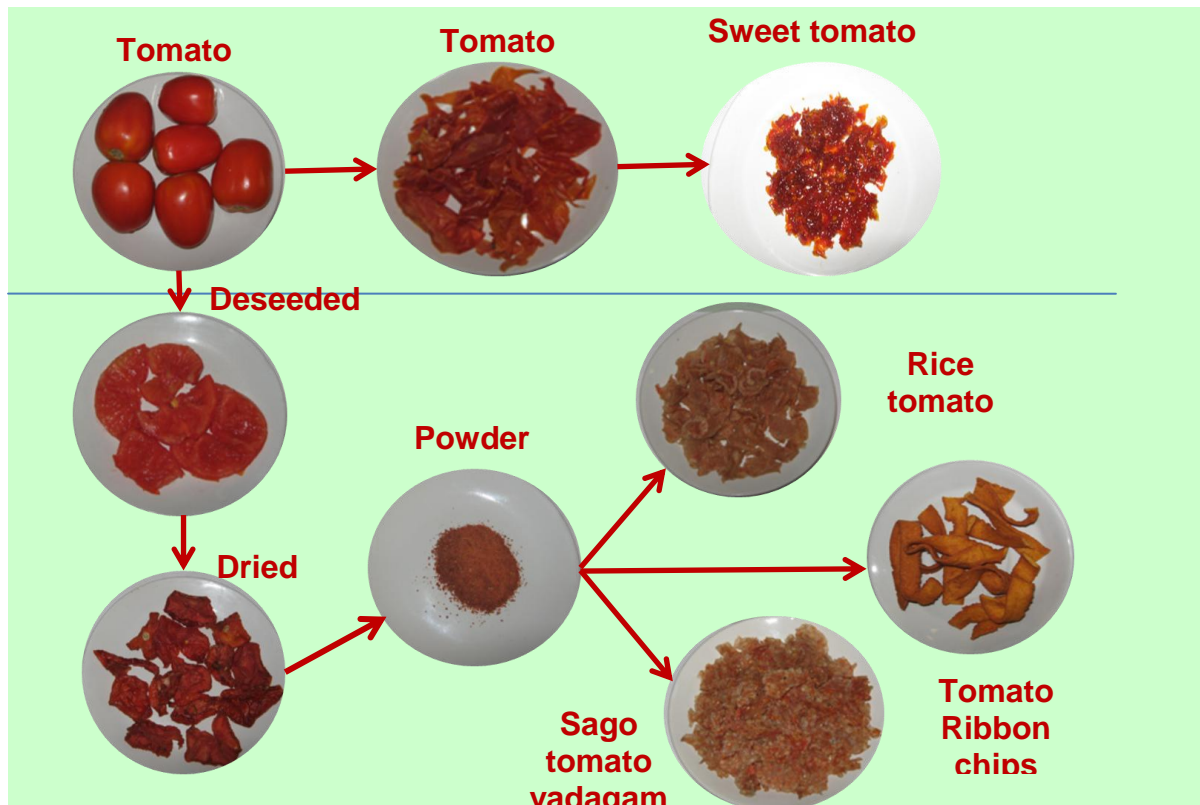 Tomato
Tomato
Sweet tomato
Deseeded
Rice
tomato
Powder
Dried
Tomato
Ribbon
chips
Sago
tomato
vadagam